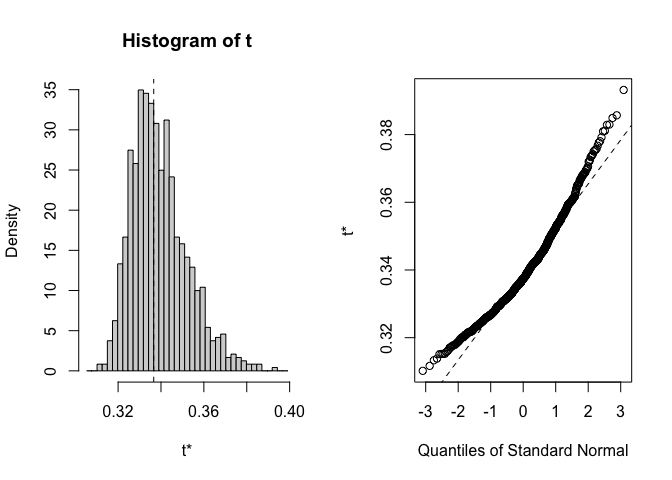 Histogram of t
Density
0 5 10 15 20 25 30 35
0.32 0.36 0.40
t*
t*
0.32 0.34 0.36 0.38
-3 -2 -1 0 1 2 3
Quantiles of Standard Normal